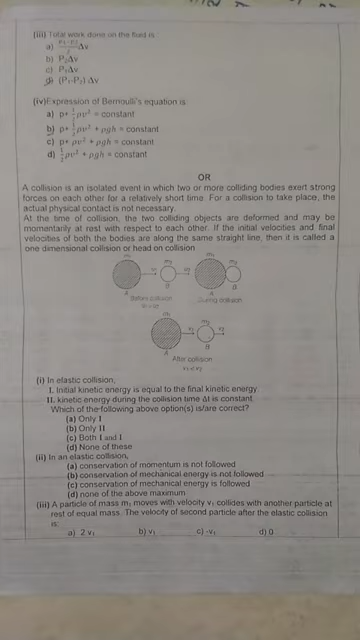 (iii) Total work done on the fluid is
a) P₁-P₂/2 Δv
b) P₂Δv
c) P₁Δv
d) (P₁-P₂) Δv
(iv)Expression of Bernoulli's equation is
a) p+ ½ρv² = constant
b) p+ ½ρv² + ρgh = constant
c) p+ ρv² + ρgh = constant
d) ½ρv² + ρgh = constant
OR
A collision is an isolated event in which two or more colliding bodies exert strong
forces on each other for a relatively short time. For a collision to take place, the
actual physical contact is not necessary.
At the time of collision, the two colliding objects are deformed and may be
momentarily at rest with respect to each other. If the initial velocities and final
velocities of both the bodies are along the same straight line, then it is called a
one dimensional collision or head on collision
m₁ m₂ m₁ m₂
A B A B
Before collision During collision
m₁ m₂ v₁ v₂
A B
After collision
v₁<v₂
(i) In elastic collision,
I. Initial kinetic energy is equal to the final kinetic energy.
II. kinetic energy during the collision time Δt is constant
Which of the following above option(s) is/are correct?
(a) Only I
(b) Only II
(c) Both I and I
(d) None of these
(ii) In an elastic collision,
(a) conservation of momentum is not followed
(b) conservation of mechanical energy is not followed
(c) conservation of mechanical energy is followed
(d) none of the above maximum
(iii) A particle of mass m₁ moves with velocity v₁ collides with another particle at
rest of equal mass. The velocity of second particle after the elastic collision
is:
a) 2 v₁ b) v₁ c) -v₁ d) 0